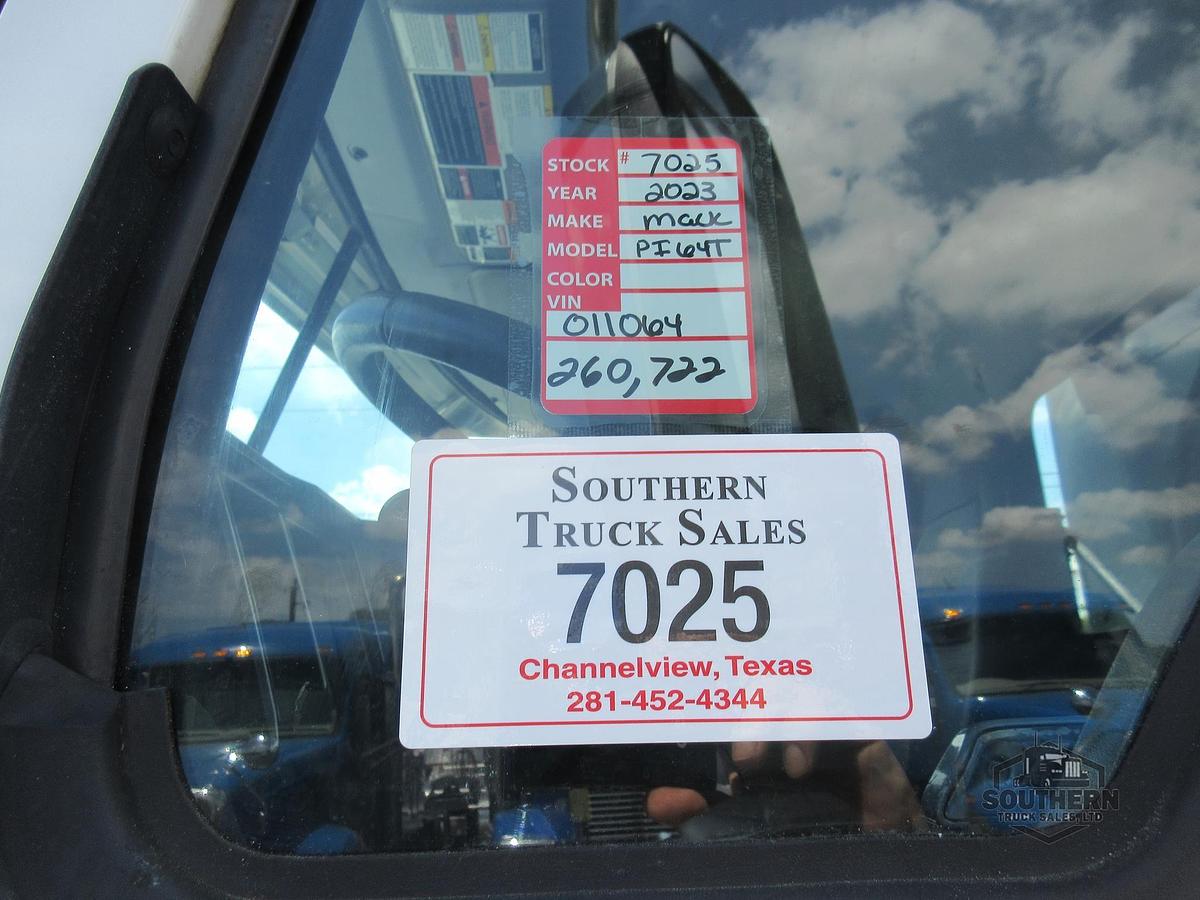 STOCK # 7025
YEAR 2023
MAKE Mack
MODEL PI64T
COLOR
VIN
011064
260,722
SOUTHERN
TRUCK SALES
7025
Channelview, Texas
281-452-4344
SOUTHERN
TRUCK SALES, LTD